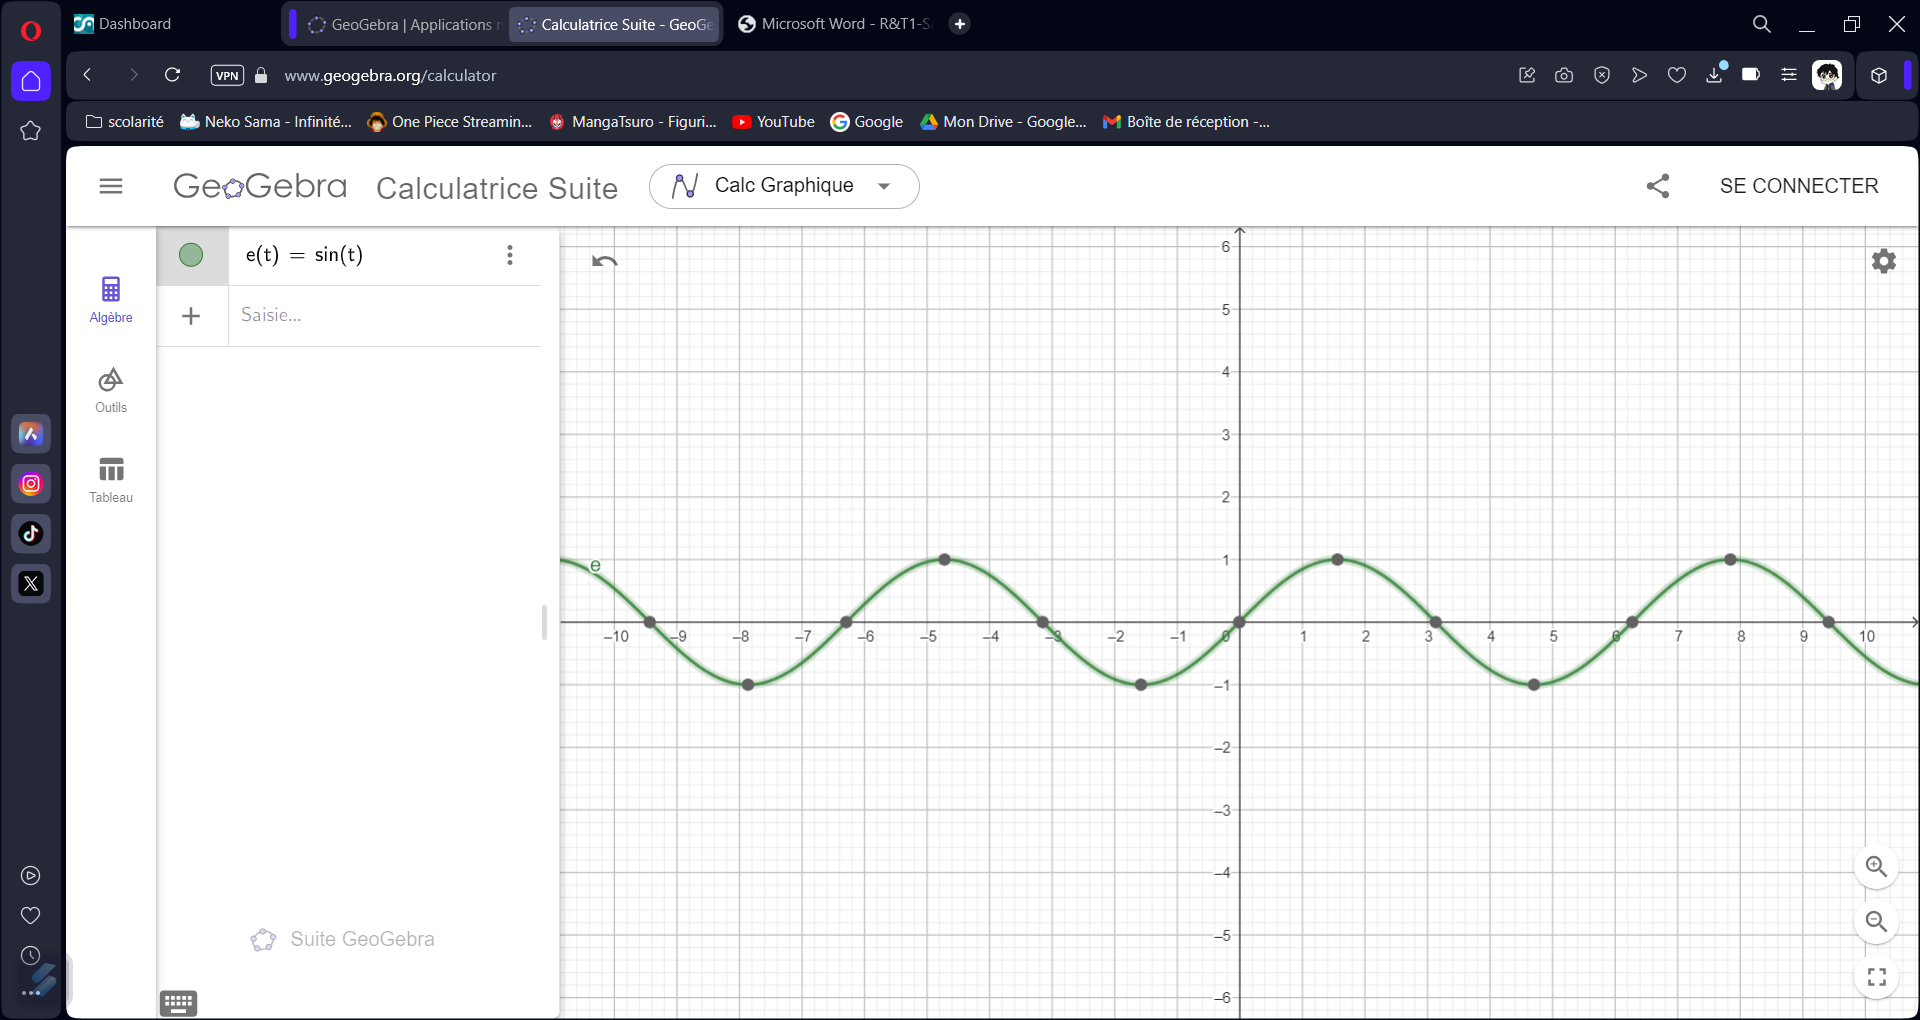 Dashboard
GeoGebra | Applications
Calculatrice Suite - GeoGe
Microsoft Word - R&T1-S
VPN
www.geogebra.org/calculator
scolarité
Neko Sama - Infinité...
One Piece Streamin...
MangaTsuro - Figuri...
YouTube
Google
Mon Drive - Google...
Boîte de réception -...
GeoGebra
Calculatrice Suite
Calc Graphique
SE CONNECTER
e(t) = sin(t)
Saisie...
Algèbre
Outils
Tableau
Suite GeoGebra
e
6
5
4
3
2
1
–10 –9 –8 –7 –6 –5 –4 –3 –2 –1 0 1 2 3 4 5 6 7 8 9 10
–1
–2
–3
–4
–5
–6